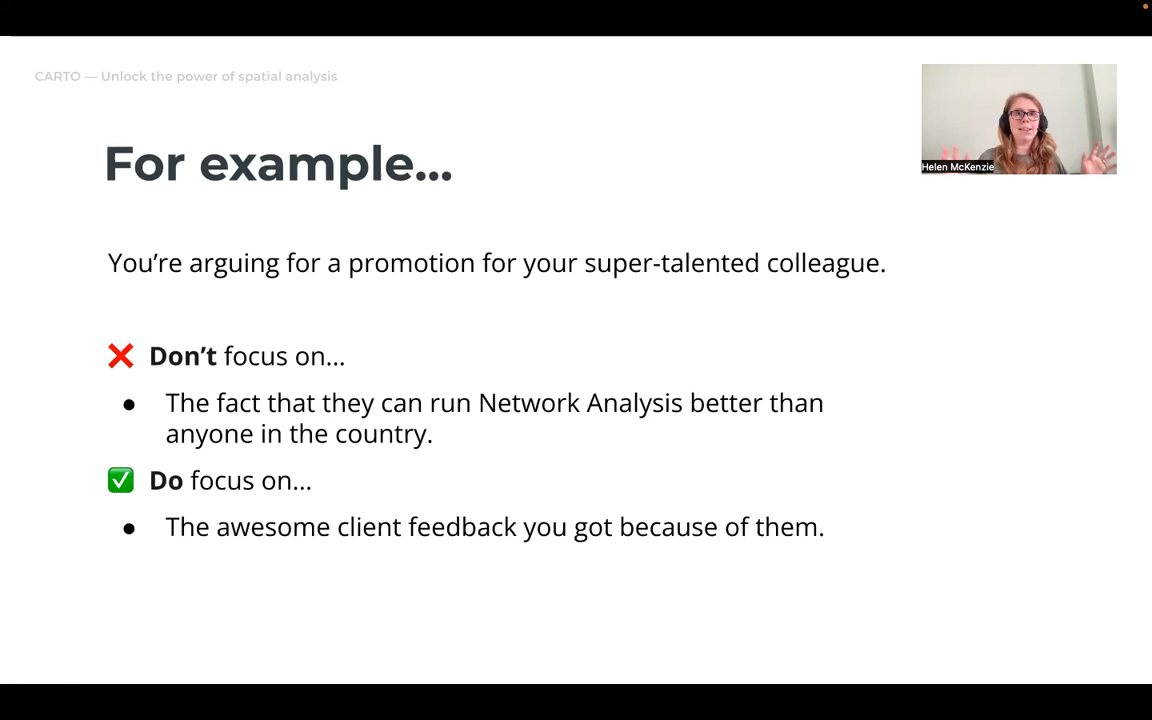 CARTO — Unlock the power of spatial analysis
Helen McKenzie
For example...
You’re arguing for a promotion for your super-talented colleague.
❌ Don’t focus on…
● The fact that they can run Network Analysis better than
anyone in the country.
✅ Do focus on…
● The awesome client feedback you got because of them.